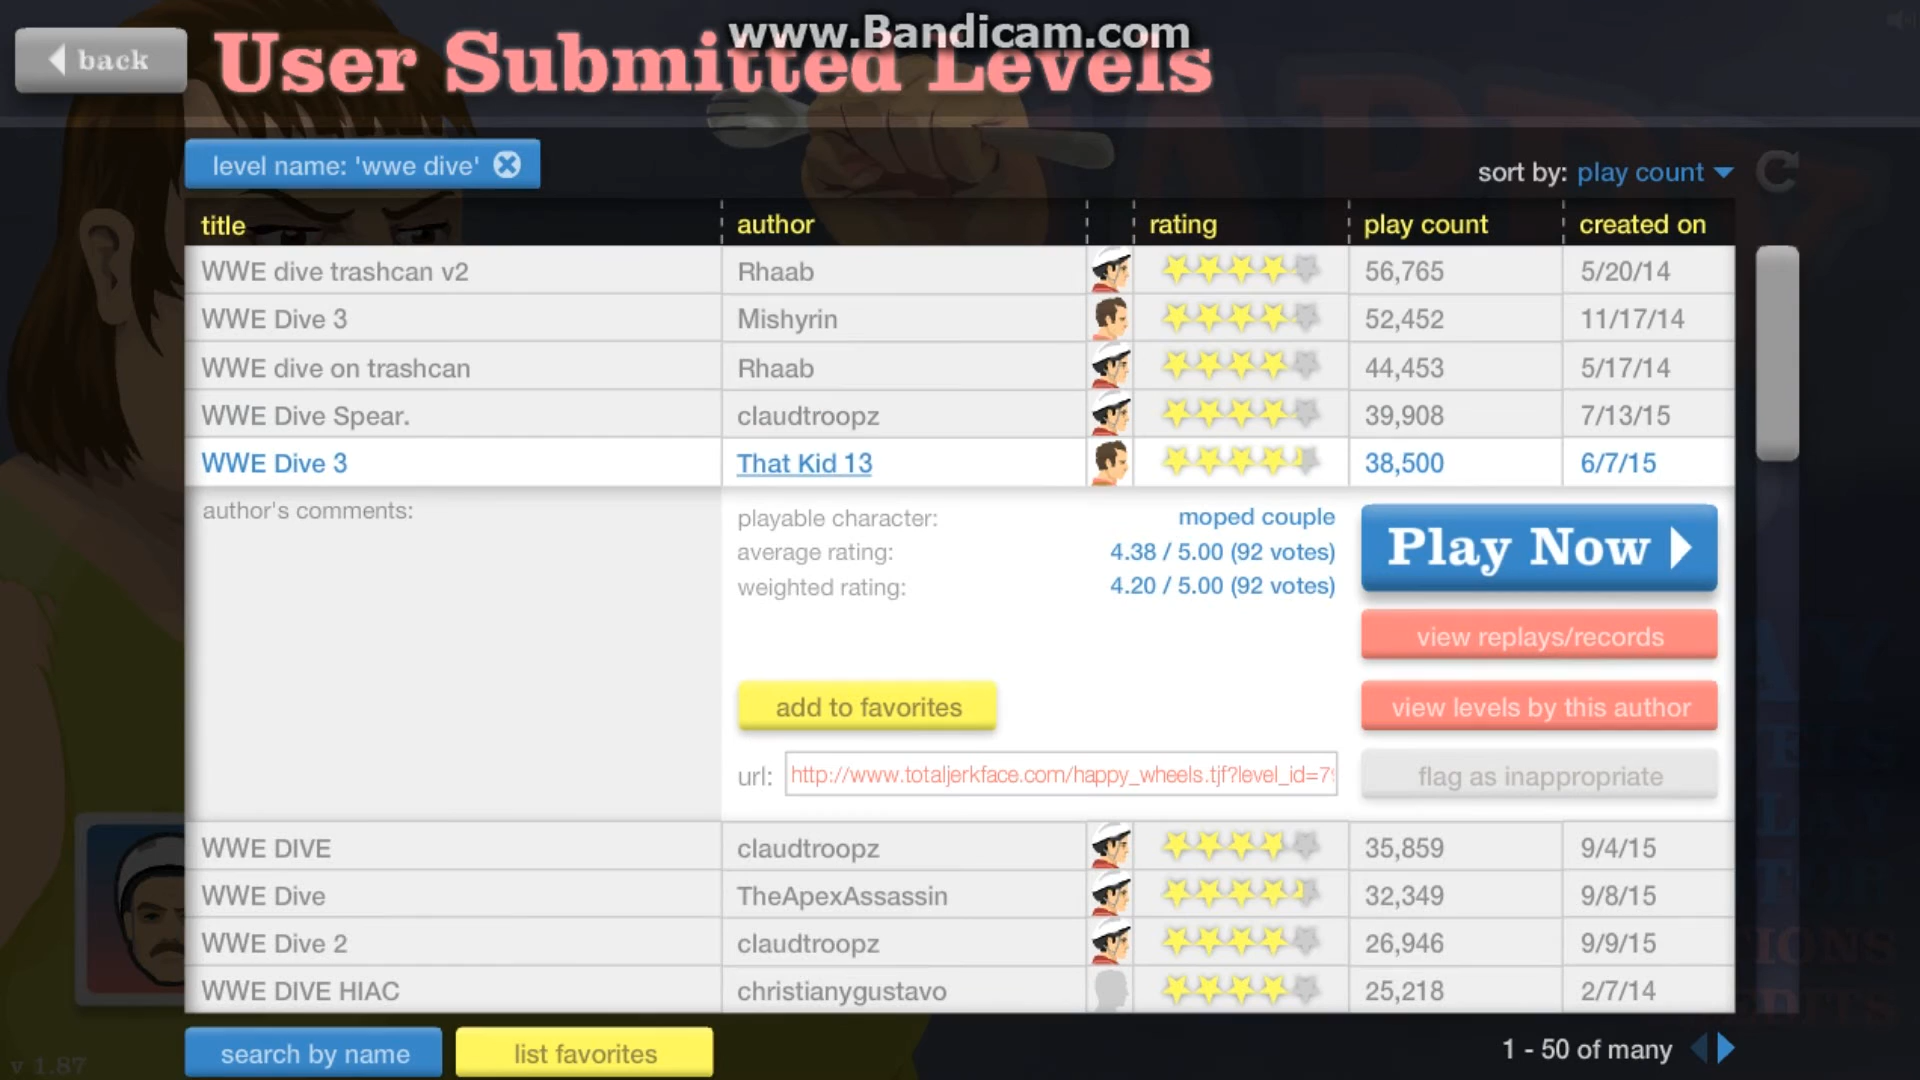 www.Bandicam.com
back
User Submitted Levels
level name: 'wwe dive'
sort by: play count
title author rating play count created on
WWE dive trashcan v2 Rhaab 56,765 5/20/14
WWE Dive 3 Mishyrin 52,452 11/17/14
WWE dive on trashcan Rhaab 44,453 5/17/14
WWE Dive Spear. claudtroopz 39,908 7/13/15
WWE Dive 3 That Kid 13 38,500 6/7/15
author's comments:
playable character: moped couple
average rating: 4.38 / 5.00 (92 votes)
weighted rating: 4.20 / 5.00 (92 votes)
Play Now
view replays/records
add to favorites
view levels by this author
url: http://www.totaljerkface.com/happy_wheels.tjf?level_id=79
flag as inappropriate
WWE DIVE claudtroopz 35,859 9/4/15
WWE Dive TheApexAssassin 32,349 9/8/15
WWE Dive 2 claudtroopz 26,946 9/9/15
WWE DIVE HIAC christianygustavo 25,218 2/7/14
search by name
list favorites
1 - 50 of many
v 1.87